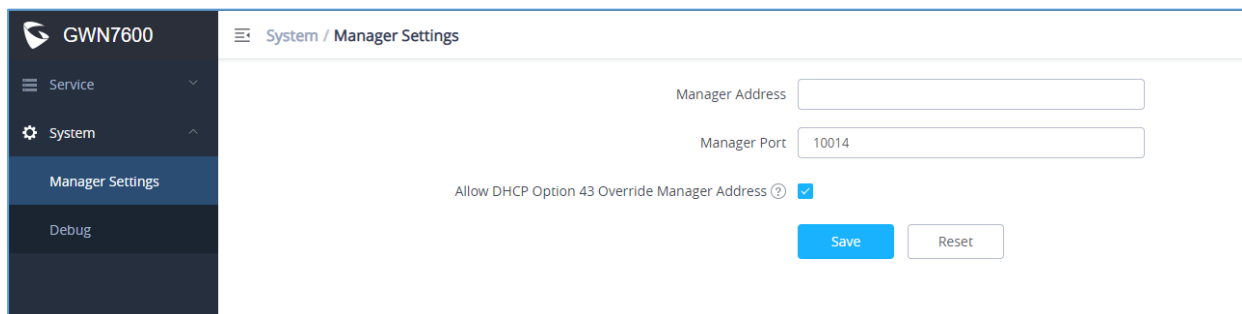 GWN7600
System / Manager Settings
Service
Manager Address
System
Manager Port 10014
Manager Settings
Allow DHCP Option 43 Override Manager Address ?
Debug
Save Reset